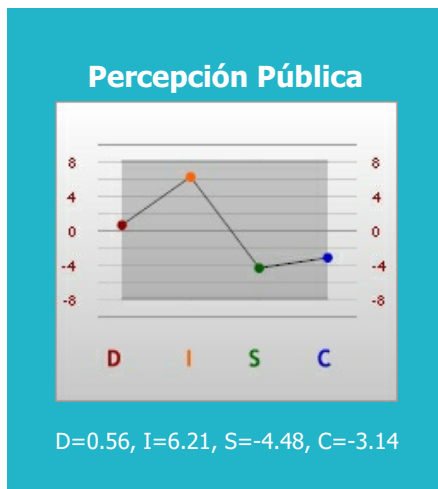 Percepción Pública
8 8
4 4
0 0
-4 -4
-8 -8
D I S C
D=0.56, I=6.21, S=-4.48, C=-3.14